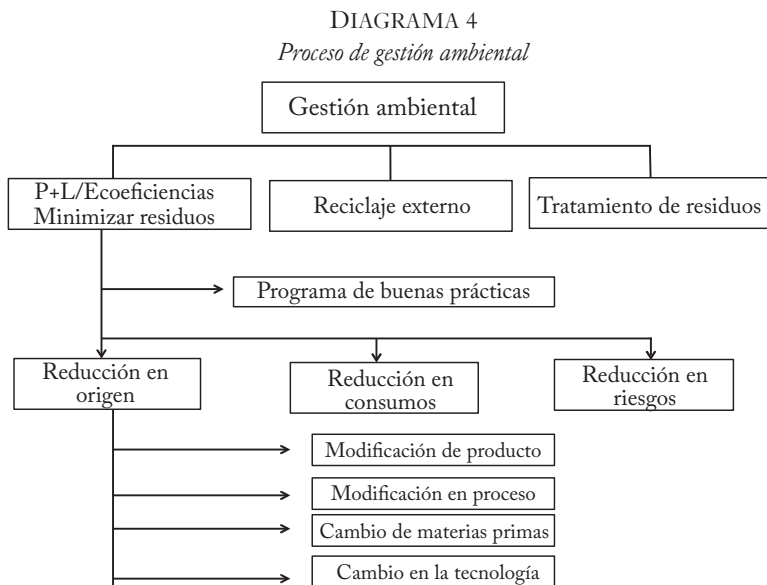 DIAGRAMA 4
Proceso de gestión ambiental
Gestión ambiental
P+L/Ecoeficiencias
Minimizar residuos
Reciclaje externo
Tratamiento de residuos
Programa de buenas prácticas
Reducción en
origen
Reducción en
consumos
Reducción en
riesgos
Modificación de producto
Modificación en proceso
Cambio de materias primas
Cambio en la tecnología